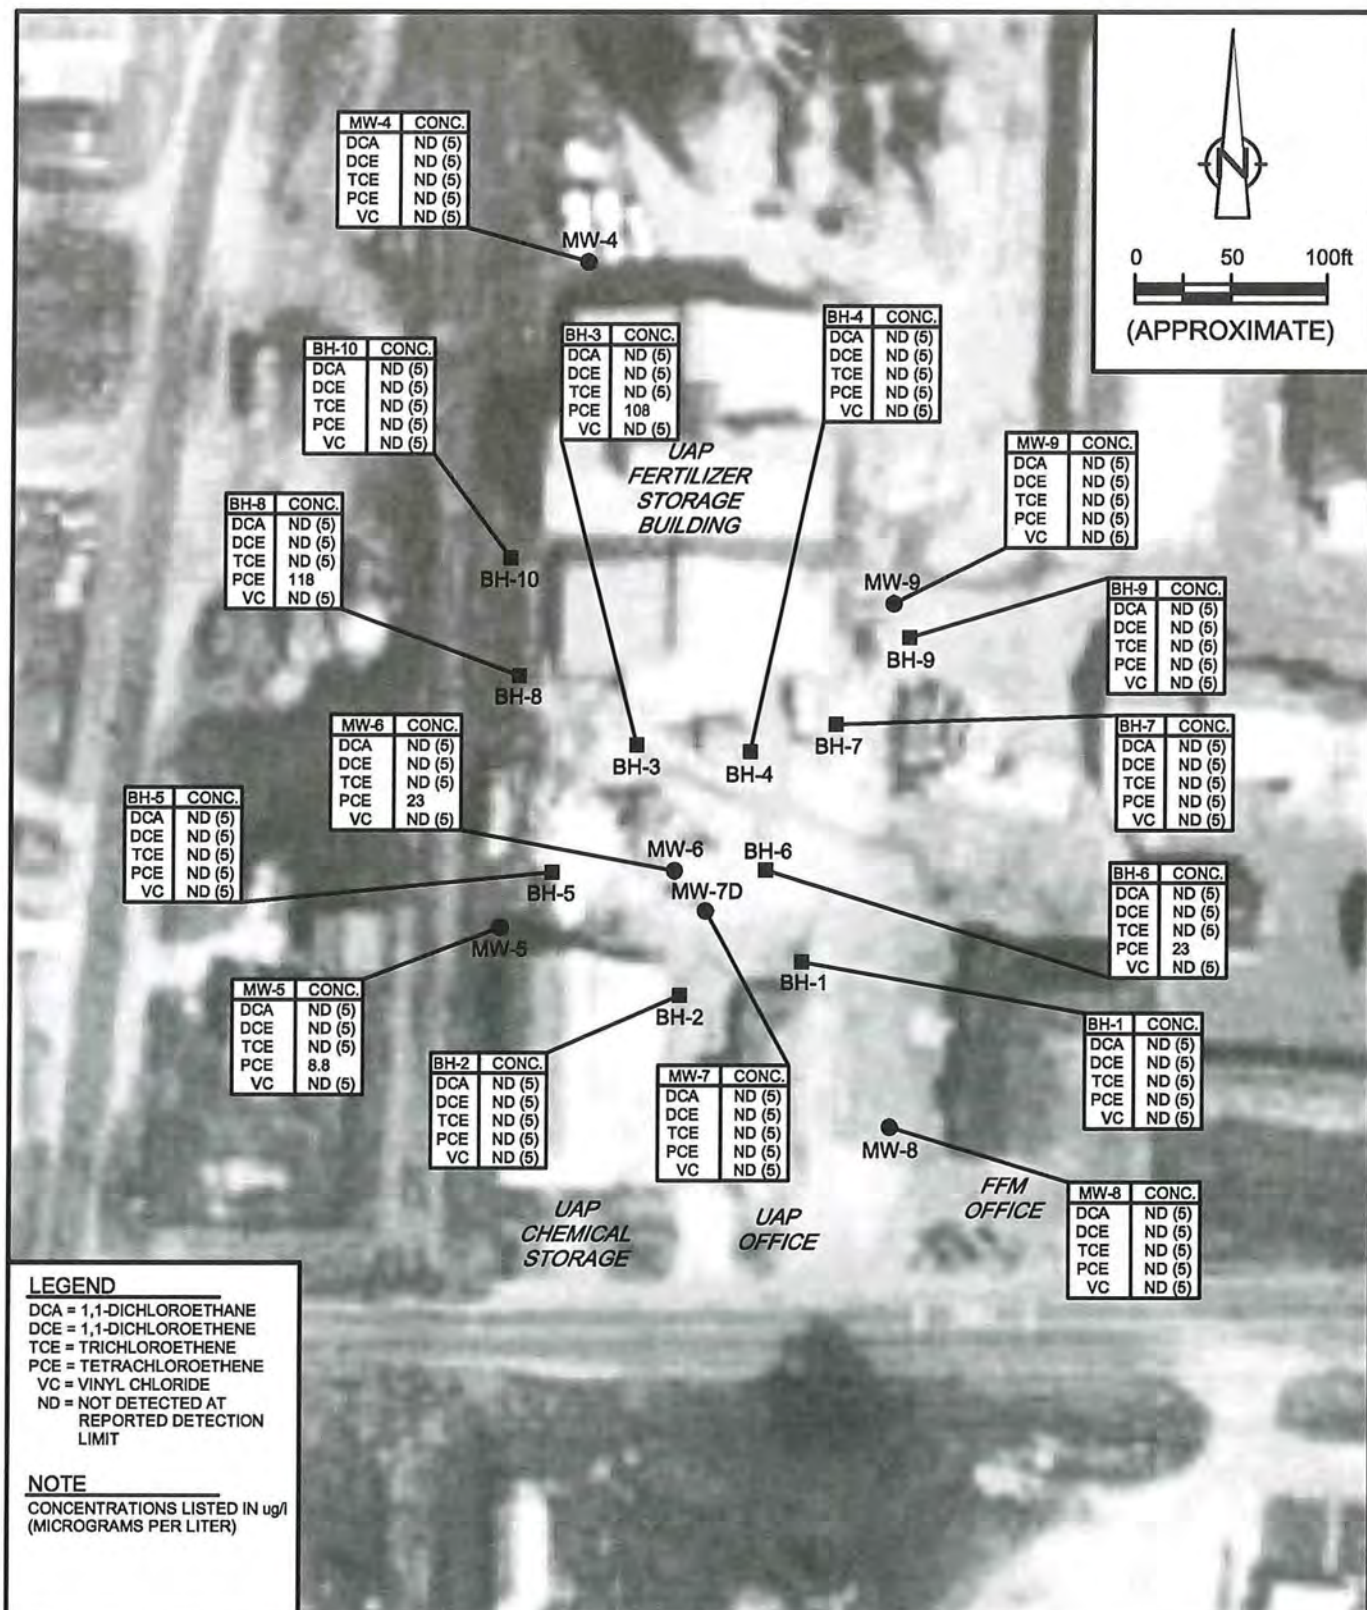 0 50 100ft
(APPROXIMATE)
MW-4 CONC.
DCA ND (5)
DCE ND (5)
TCE ND (5)
PCE ND (5)
VC ND (5)
MW-4
BH-10 CONC.
DCA ND (5)
DCE ND (5)
TCE ND (5)
PCE ND (5)
VC ND (5)
BH-3 CONC.
DCA ND (5)
DCE ND (5)
TCE ND (5)
PCE 108
VC ND (5)
BH-4 CONC.
DCA ND (5)
DCE ND (5)
TCE ND (5)
PCE ND (5)
VC ND (5)
UAP
FERTILIZER
STORAGE
BUILDING
MW-9 CONC.
DCA ND (5)
DCE ND (5)
TCE ND (5)
PCE ND (5)
VC ND (5)
BH-8 CONC.
DCA ND (5)
DCE ND (5)
TCE ND (5)
PCE 118
VC ND (5)
BH-10
MW-9
BH-9
BH-9 CONC.
DCA ND (5)
DCE ND (5)
TCE ND (5)
PCE ND (5)
VC ND (5)
BH-8
MW-6 CONC.
DCA ND (5)
DCE ND (5)
TCE ND (5)
PCE 23
VC ND (5)
BH-3
BH-4
BH-7
BH-7 CONC.
DCA ND (5)
DCE ND (5)
TCE ND (5)
PCE ND (5)
VC ND (5)
BH-5 CONC.
DCA ND (5)
DCE ND (5)
TCE ND (5)
PCE ND (5)
VC ND (5)
BH-5
MW-6
BH-6
MW-7D
BH-6 CONC.
DCA ND (5)
DCE ND (5)
TCE ND (5)
PCE 23
VC ND (5)
MW-5
BH-1
BH-2
MW-5 CONC.
DCA ND (5)
DCE ND (5)
TCE ND (5)
PCE 8.8
VC ND (5)
BH-2 CONC.
DCA ND (5)
DCE ND (5)
TCE ND (5)
PCE ND (5)
VC ND (5)
MW-7 CONC.
DCA ND (5)
DCE ND (5)
TCE ND (5)
PCE ND (5)
VC ND (5)
BH-1 CONC.
DCA ND (5)
DCE ND (5)
TCE ND (5)
PCE ND (5)
VC ND (5)
MW-8
MW-8 CONC.
DCA ND (5)
DCE ND (5)
TCE ND (5)
PCE ND (5)
VC ND (5)
UAP
CHEMICAL
STORAGE
UAP
OFFICE
FFM
OFFICE
LEGEND
DCA = 1,1-DICHLOROETHANE
DCE = 1,1-DICHLOROETHENE
TCE = TRICHLOROETHENE
PCE = TETRACHLOROETHENE
VC = VINYL CHLORIDE
ND = NOT DETECTED AT
REPORTED DETECTION
LIMIT
NOTE
CONCENTRATIONS LISTED IN ug/l
(MICROGRAMS PER LITER)